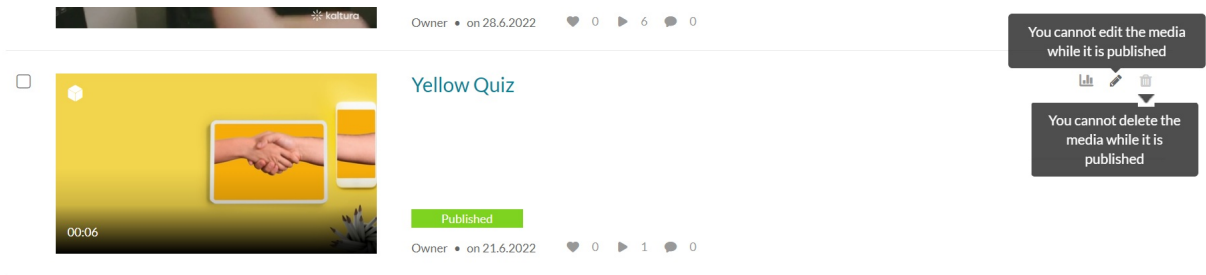 kaltura
Owner • on 28.6.2022 0 6 0
You cannot edit the media
while it is published
Yellow Quiz
You cannot delete the
media while it is
published
00:06
Published
Owner • on 21.6.2022 0 1 0